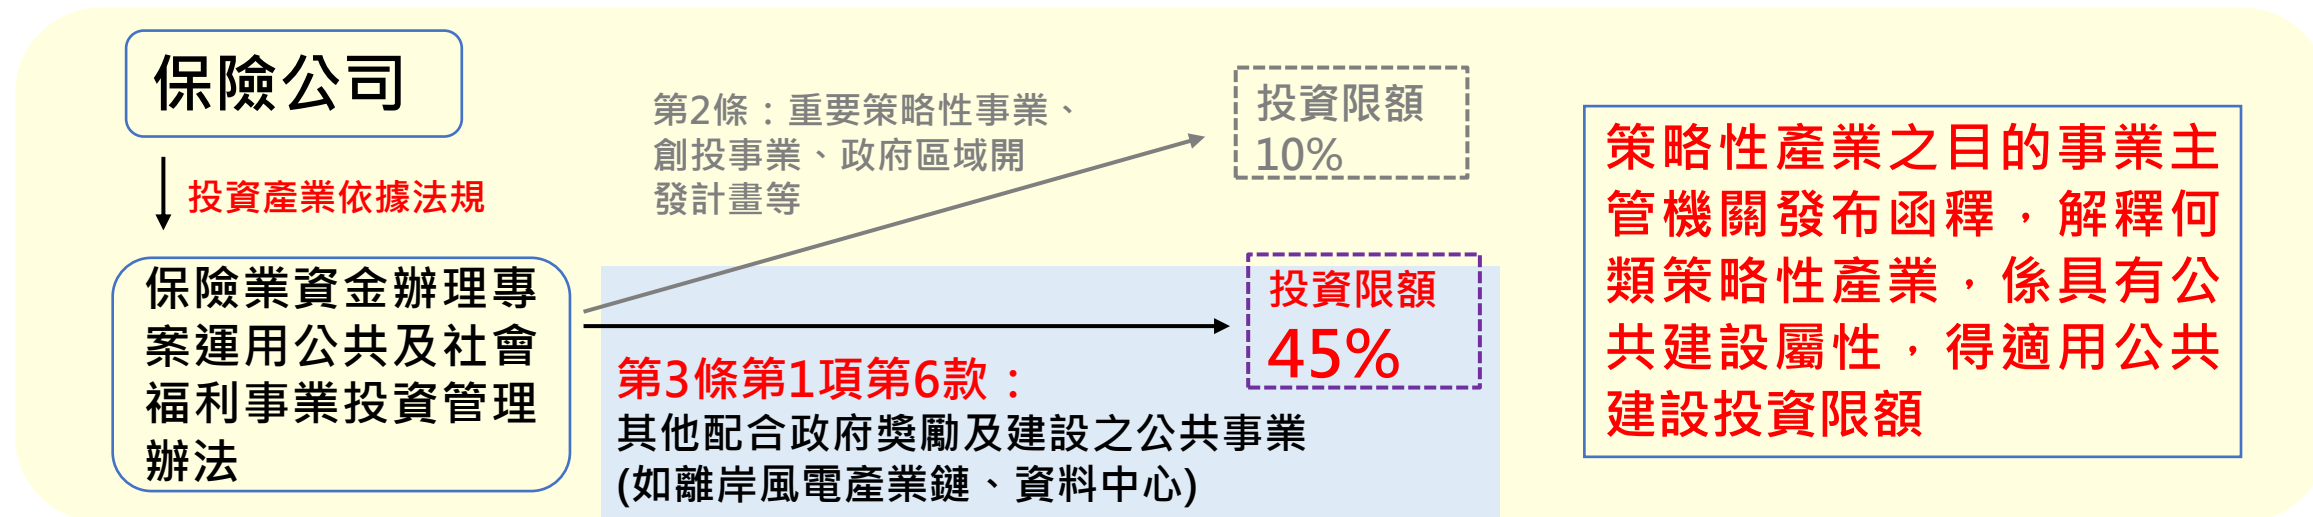 保險公司
投資產業依據法規
保險業資金辦理專
案運用公共及社會
福利事業投資管理
辦法
第2條：重要策略性事業、
創投事業、政府區域開
發計畫等
投資限額
10%
投資限額
45%
第3條第1項第6款：
其他配合政府獎勵及建設之公共事業
(如離岸風電產業鏈、資料中心)
策略性產業之目的事業主
管機關發布函釋，解釋何
類策略性產業，係具有公
共建設屬性，得適用公共
建設投資限額